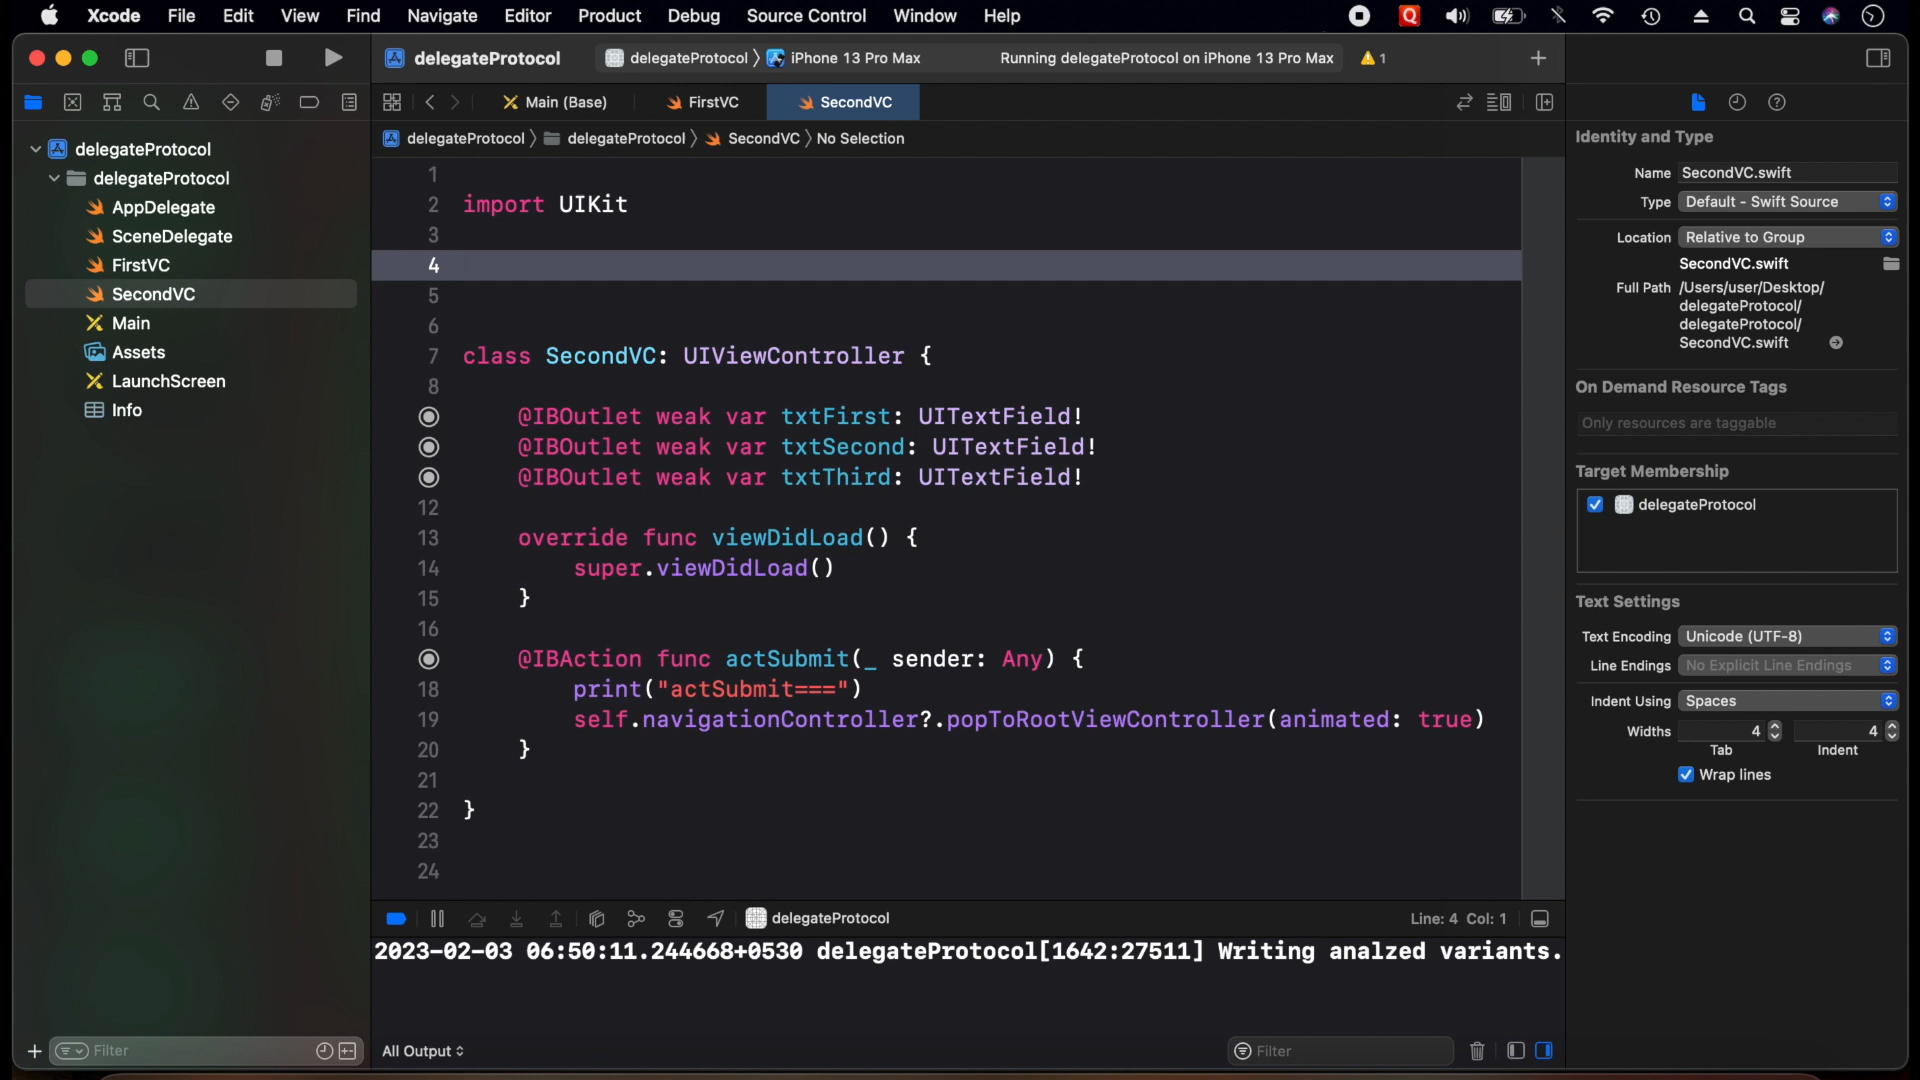 Xcode File Edit View Find Navigate Editor Product Debug Source Control Window Help
delegateProtocol
delegateProtocol
iPhone 13 Pro Max
Running delegateProtocol on iPhone 13 Pro Max
1
Main (Base)
FirstVC
SecondVC
delegateProtocol
delegateProtocol
SecondVC
No Selection
delegateProtocol
delegateProtocol
AppDelegate
SceneDelegate
FirstVC
SecondVC
Main
Assets
LaunchScreen
Info
Filter
1
2 import UIKit
3
4
5
6
7 class SecondVC: UIViewController {
8
@IBOutlet weak var txtFirst: UITextField!
@IBOutlet weak var txtSecond: UITextField!
@IBOutlet weak var txtThird: UITextField!
12
13 override func viewDidLoad() {
14 super.viewDidLoad()
15 }
16
@IBAction func actSubmit(_ sender: Any) {
18 print("actSubmit===")
19 self.navigationController?.popToRootViewController(animated: true)
20 }
21
22 }
23
24
delegateProtocol
Line: 4 Col: 1
2023-02-03 06:50:11.244668+0530 delegateProtocol[1642:27511] Writing analzed variants.
All Output
Filter
Identity and Type
Name SecondVC.swift
Type Default - Swift Source
Location Relative to Group
SecondVC.swift
Full Path /Users/user/Desktop/
delegateProtocol/
delegateProtocol/
SecondVC.swift
On Demand Resource Tags
Only resources are taggable
Target Membership
delegateProtocol
Text Settings
Text Encoding Unicode (UTF-8)
Line Endings No Explicit Line Endings
Indent Using Spaces
Widths 4 4
Tab Indent
Wrap lines